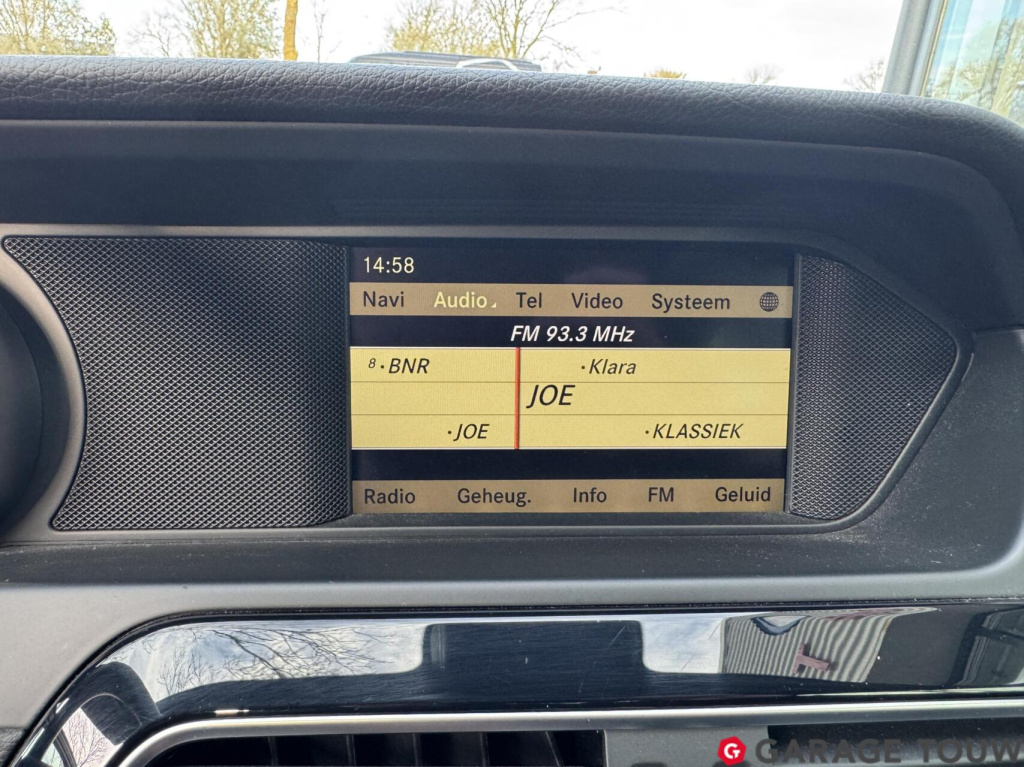 14:58
Navi Audio Tel Video Systeem
FM 93.3 MHz
8 · BNR · Klara
JOE
· JOE · KLASSIEK
Radio Geheug. Info FM Geluid
G GARAGE TOUW